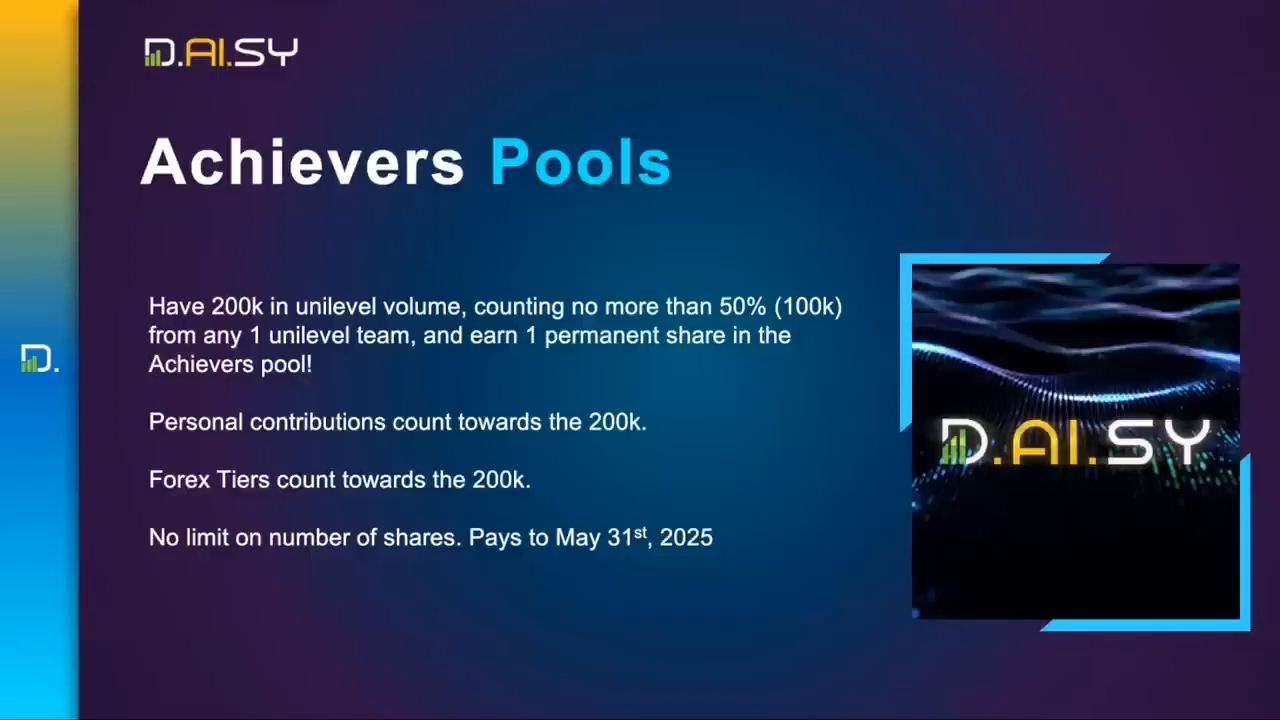 D.AI.SY
Achievers Pools
Have 200k in unilevel volume, counting no more than 50% (100k)
from any 1 unilevel team, and earn 1 permanent share in the
Achievers pool!
Personal contributions count towards the 200k.
Forex Tiers count towards the 200k.
No limit on number of shares. Pays to May 31st, 2025
D.
D.AI.SY